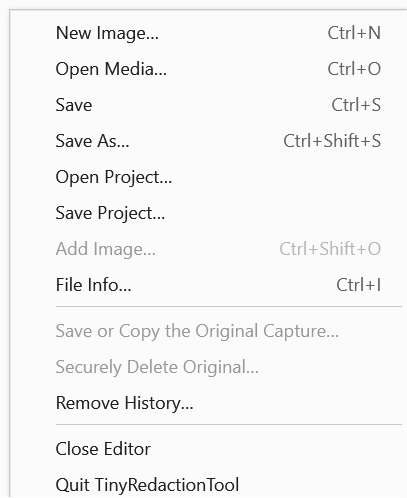 New Image... Ctrl+N
Open Media... Ctrl+O
Save Ctrl+S
Save As... Ctrl+Shift+S
Open Project...
Save Project...
Add Image... Ctrl+Shift+O
File Info... Ctrl+I
Save or Copy the Original Capture...
Securely Delete Original...
Remove History...
Close Editor
Quit TinyRedactionTool